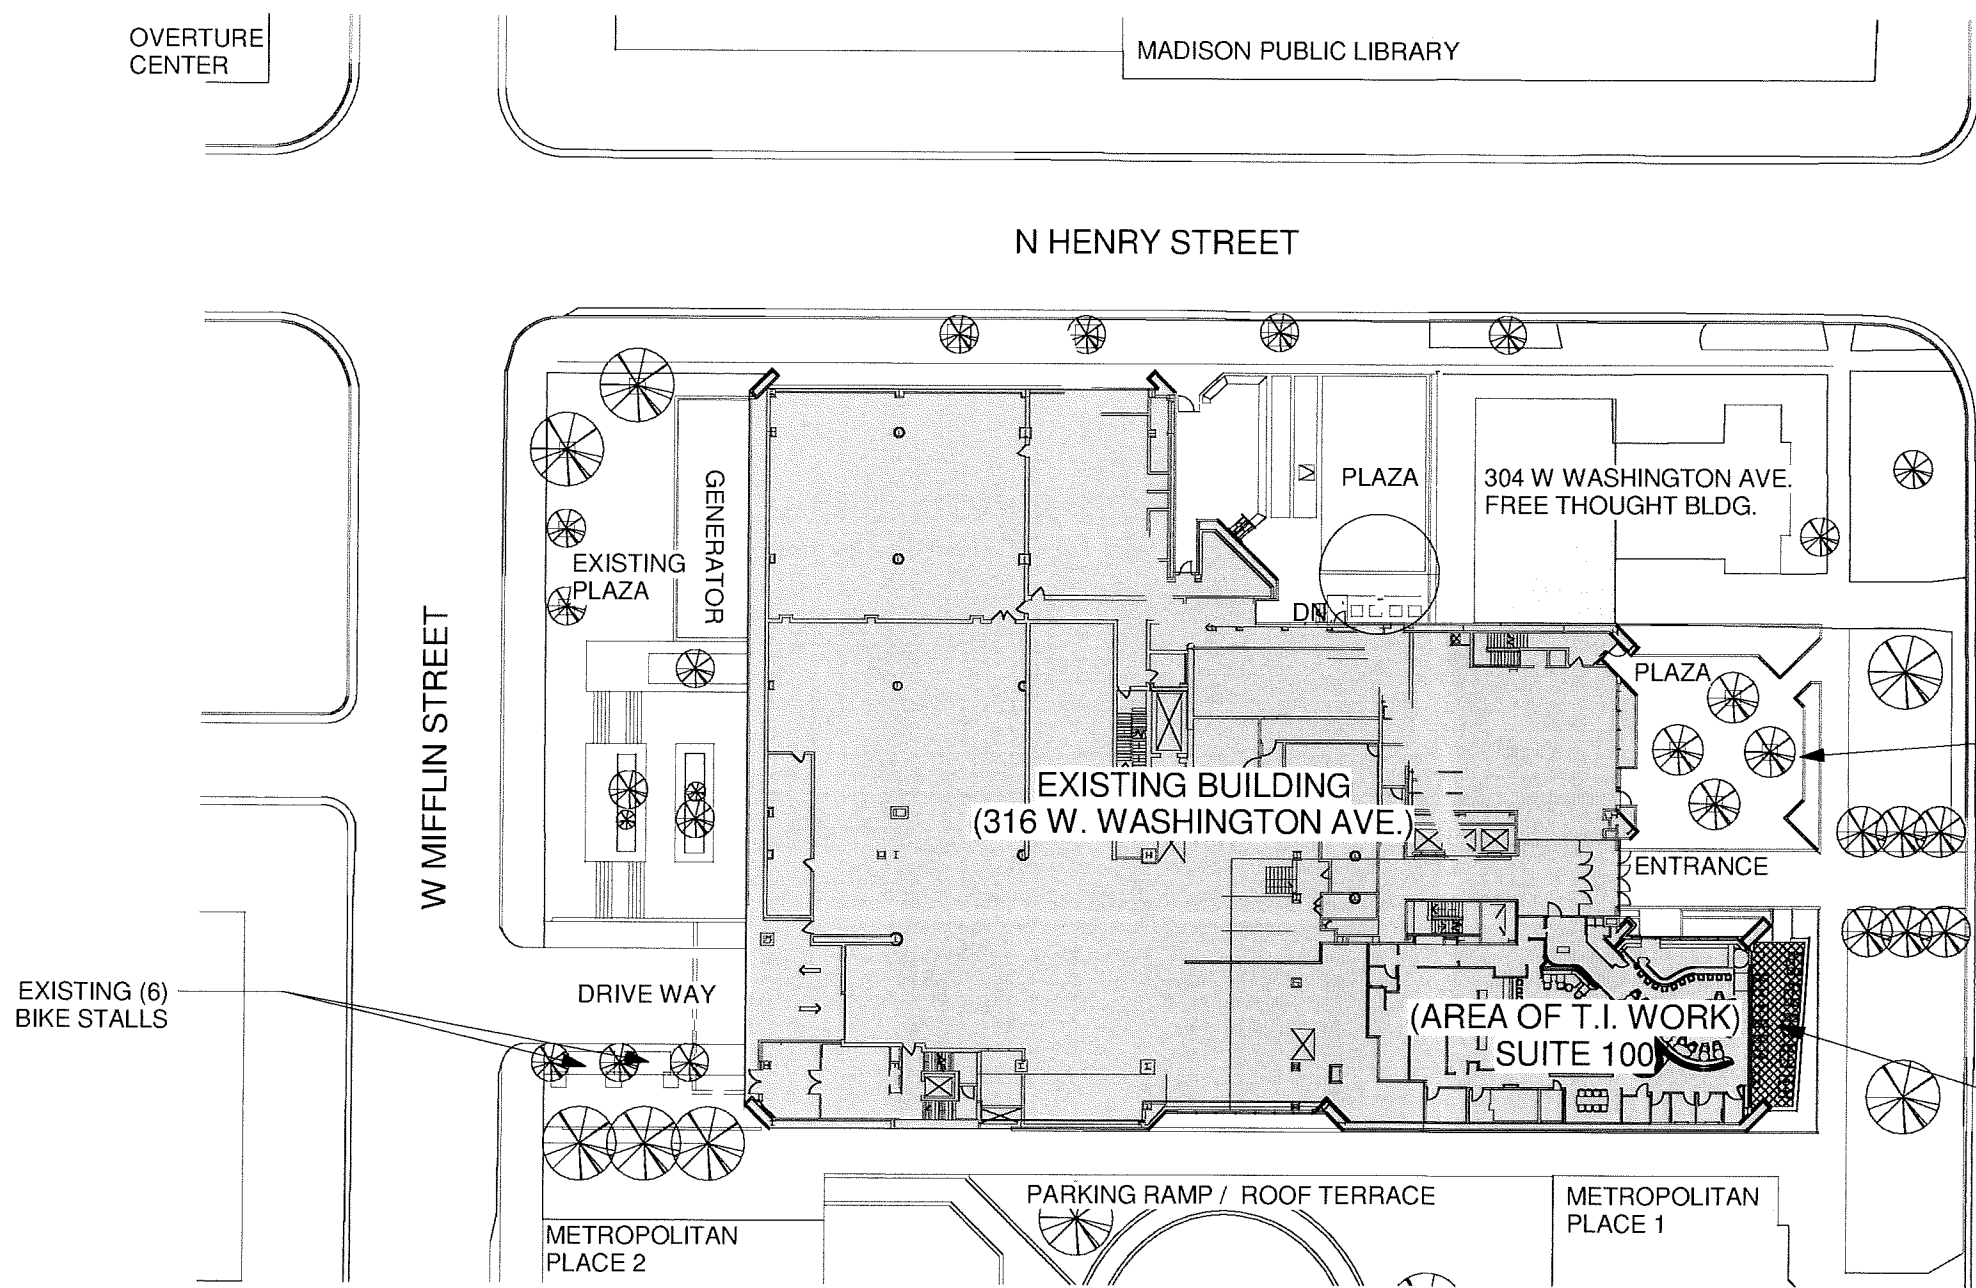 OVERTURE
CENTER
MADISON PUBLIC LIBRARY
N HENRY STREET
W MIFFLIN STREET
GENERATOR
EXISTING
PLAZA
PLAZA
304 W WASHINGTON AVE.
FREE THOUGHT BLDG.
DN
PLAZA
EXISTING BUILDING
(316 W. WASHINGTON AVE.)
ENTRANCE
EXISTING (6)
BIKE STALLS
DRIVE WAY
(AREA OF T.I. WORK)
SUITE 100
PARKING RAMP / ROOF TERRACE
METROPOLITAN
PLACE 1
METROPOLITAN
PLACE 2